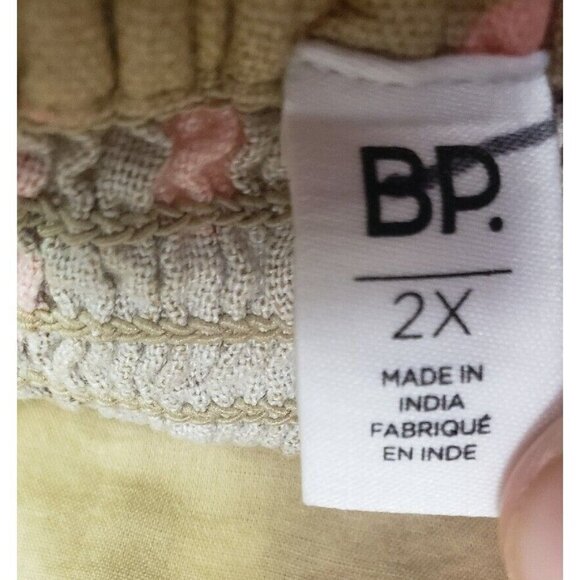 BP.
2X
MADE IN
INDIA
FABRIQUÉ
EN INDE